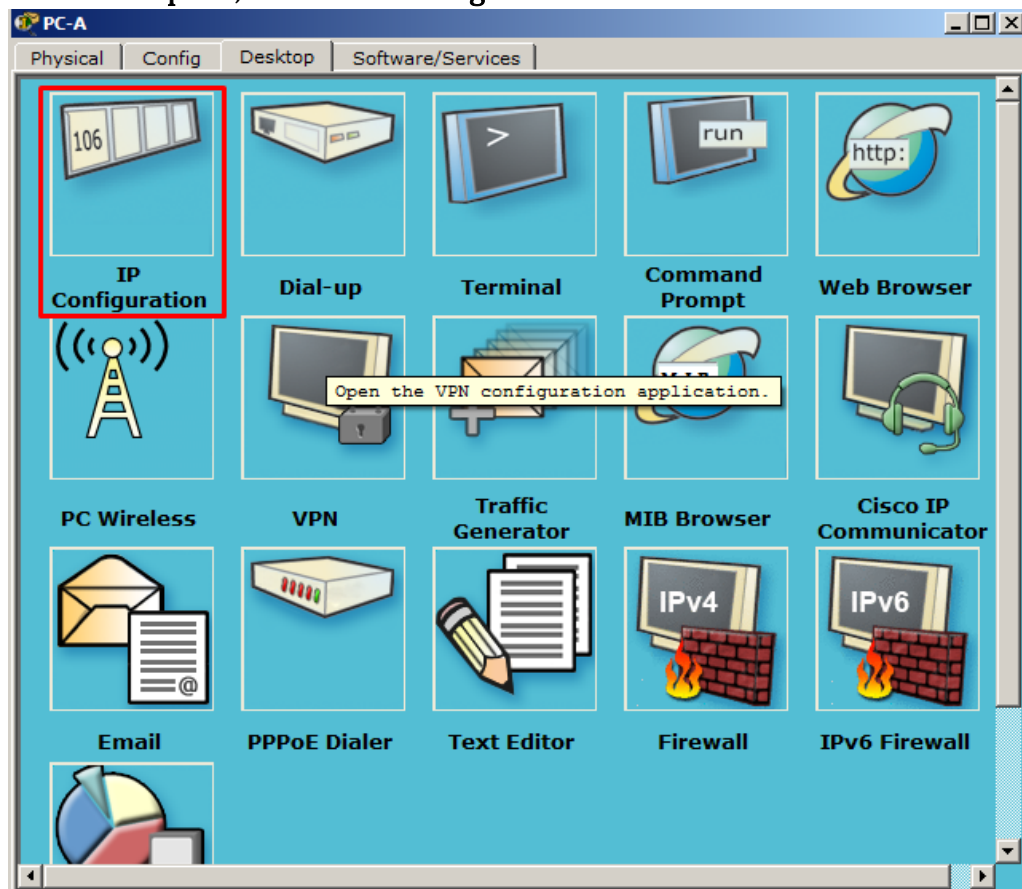 PC-A
Physical Config Desktop Software/Services
106
>
run
http:
IP
Configuration
Dial-up
Terminal
Command
Prompt
Web Browser
Open the VPN configuration application.
PC Wireless
VPN
Traffic
Generator
MIB Browser
Cisco IP
Communicator
@
IPv4
IPv6
Email
PPPoE Dialer
Text Editor
Firewall
IPv6 Firewall